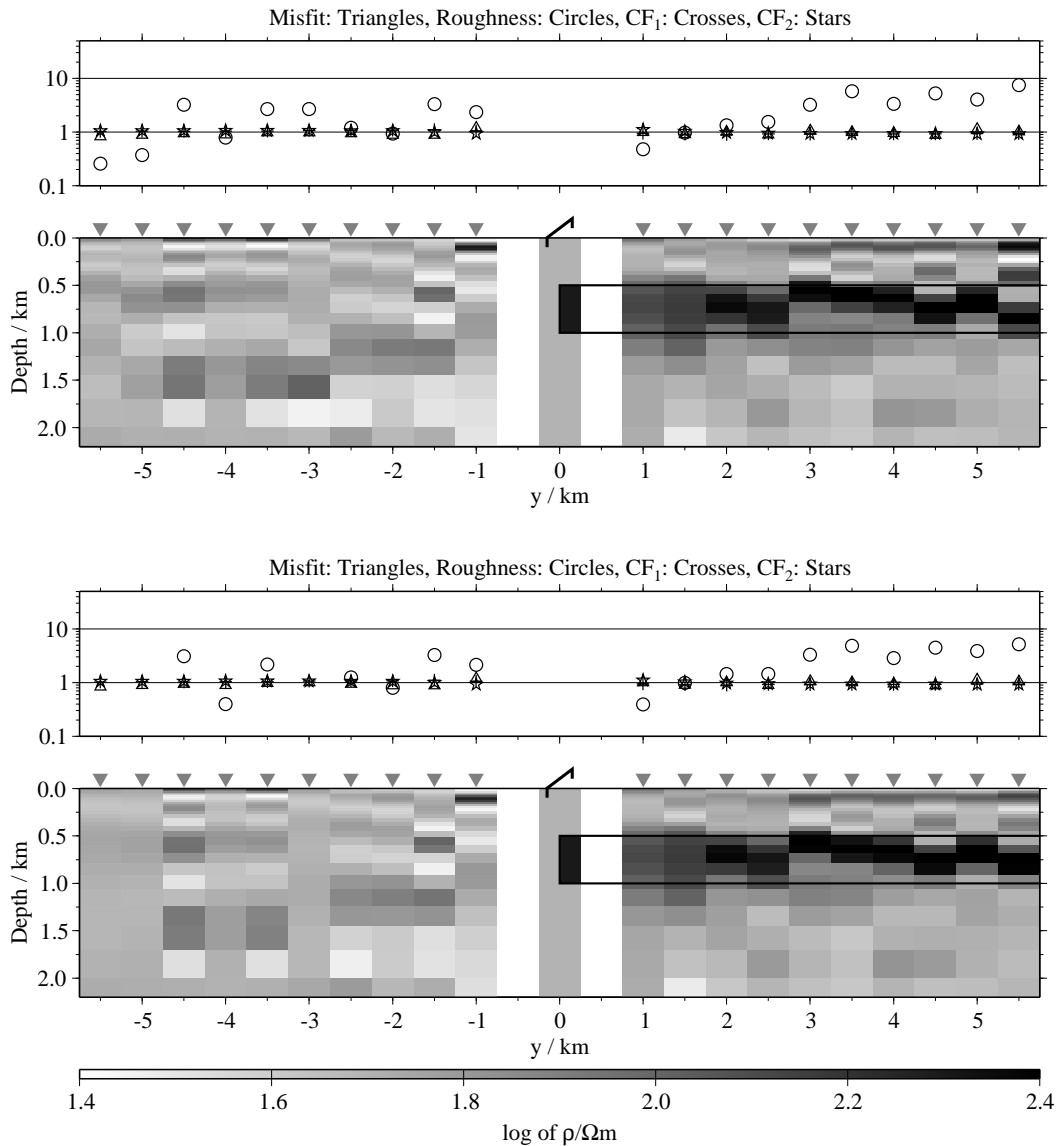 Misfit: Triangles, Roughness: Circles, CF₁: Crosses, CF₂: Stars
10
1
0.1
0.0
0.5
1.0
1.5
2.0
Depth / km
-5 -4 -3 -2 -1 0 1 2 3 4 5
y / km
Misfit: Triangles, Roughness: Circles, CF₁: Crosses, CF₂: Stars
10
1
0.1
0.0
0.5
1.0
1.5
2.0
Depth / km
-5 -4 -3 -2 -1 0 1 2 3 4 5
y / km
1.4 1.6 1.8 2.0 2.2 2.4
log of ρ/Ωm